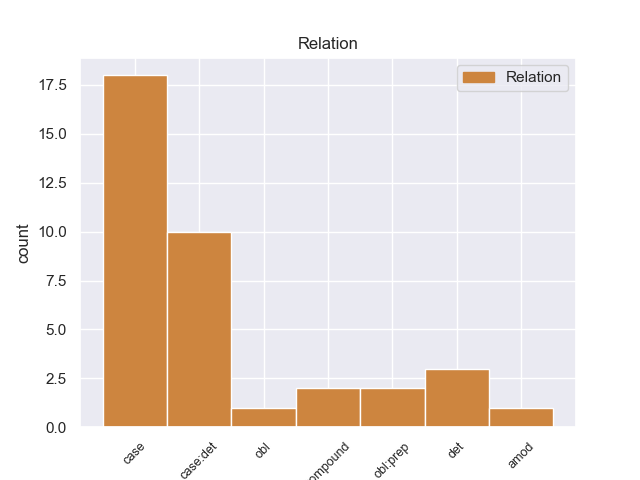 Relation
Relation
17.5
15.0
12.5
10.0
7.5
5.0
2.5
0.0
count
case
case:det
obl
ompound
obl:prep
det
amod